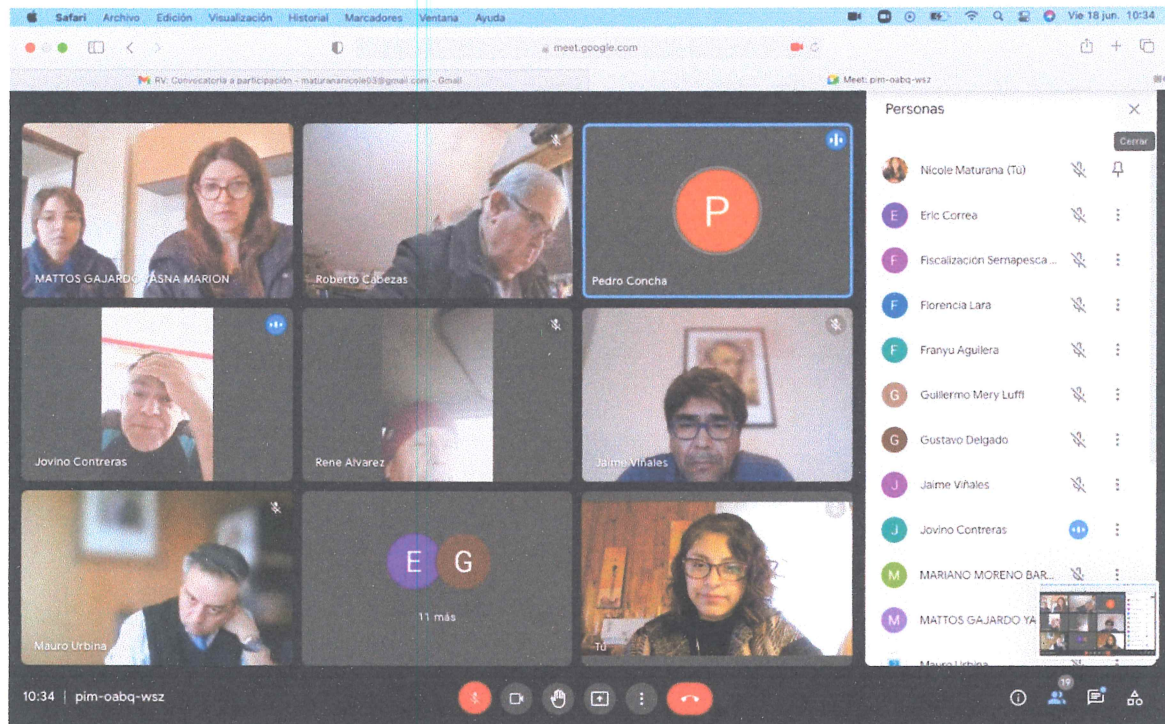 Safari Archivo Edición Visualización Historial Marcadores Ventana Ayuda Vie 18 jun. 10:34
meet.google.com
RV: Convocatoria a participación - maturananicole03@gmail.com - Gmail
Meet: pim-oabq-wsz
Personas
Cerrar
MATTOS GAJARDO YASNA MARION
Roberto Cabezas
P
Pedro Concha
Jovino Contreras
Rene Alvarez
Jaime Viñales
Mauro Urbina
E G
11 más
Tú
Nicole Maturana (Tú)
E Eric Correa
F Fiscalización Sernapesca ...
F Florencia Lara
F Franyu Aguilera
G Guillermo Mery Luffi
G Gustavo Delgado
J Jaime Viñales
J Jovino Contreras
M MARIANO MORENO BAR...
M MATTOS GAJARDO YA
Mauro Urbina
10:34 | pim-oabq-wsz
19